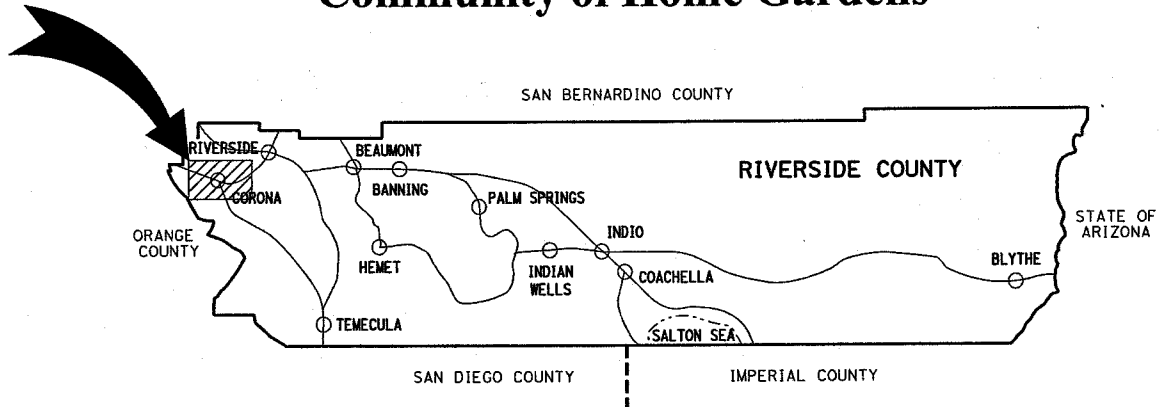 Community of Home Gardens
SAN BERNARDINO COUNTY
RIVERSIDE
BEAUMONT
RIVERSIDE COUNTY
BANNING
CORONA
PALM SPRINGS
STATE OF
ARIZONA
ORANGE
COUNTY
INDIO
HEMET
INDIAN
WELLS
COACHELLA
BLYTHE
TEMECULA
SALTON SEA
SAN DIEGO COUNTY
IMPERIAL COUNTY